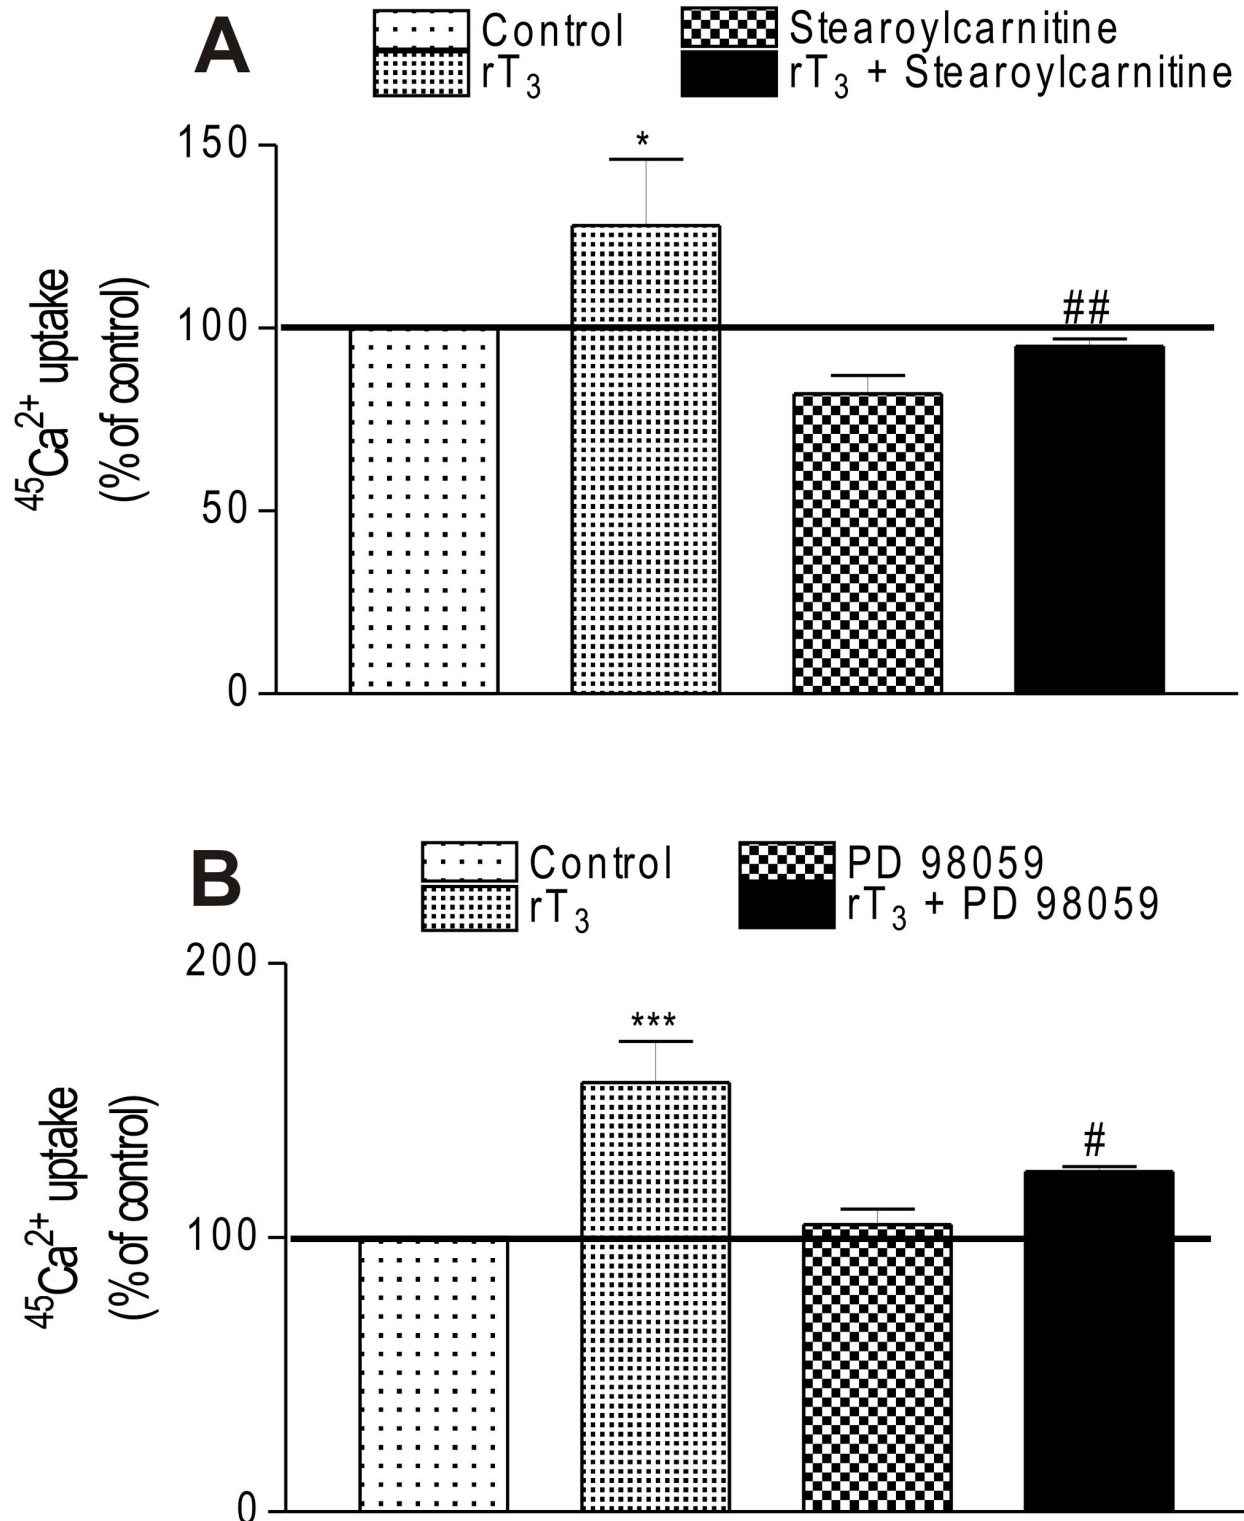 A
Control
rT3
Stearoylcarnitine
rT3 + Stearoylcarnitine
45Ca2+ uptake
(% of control)
150
*
100
##
50
0
B
Control
rT3
PD 98059
rT3 + PD 98059
45Ca2+ uptake
(% of control)
200
***
#
100
0